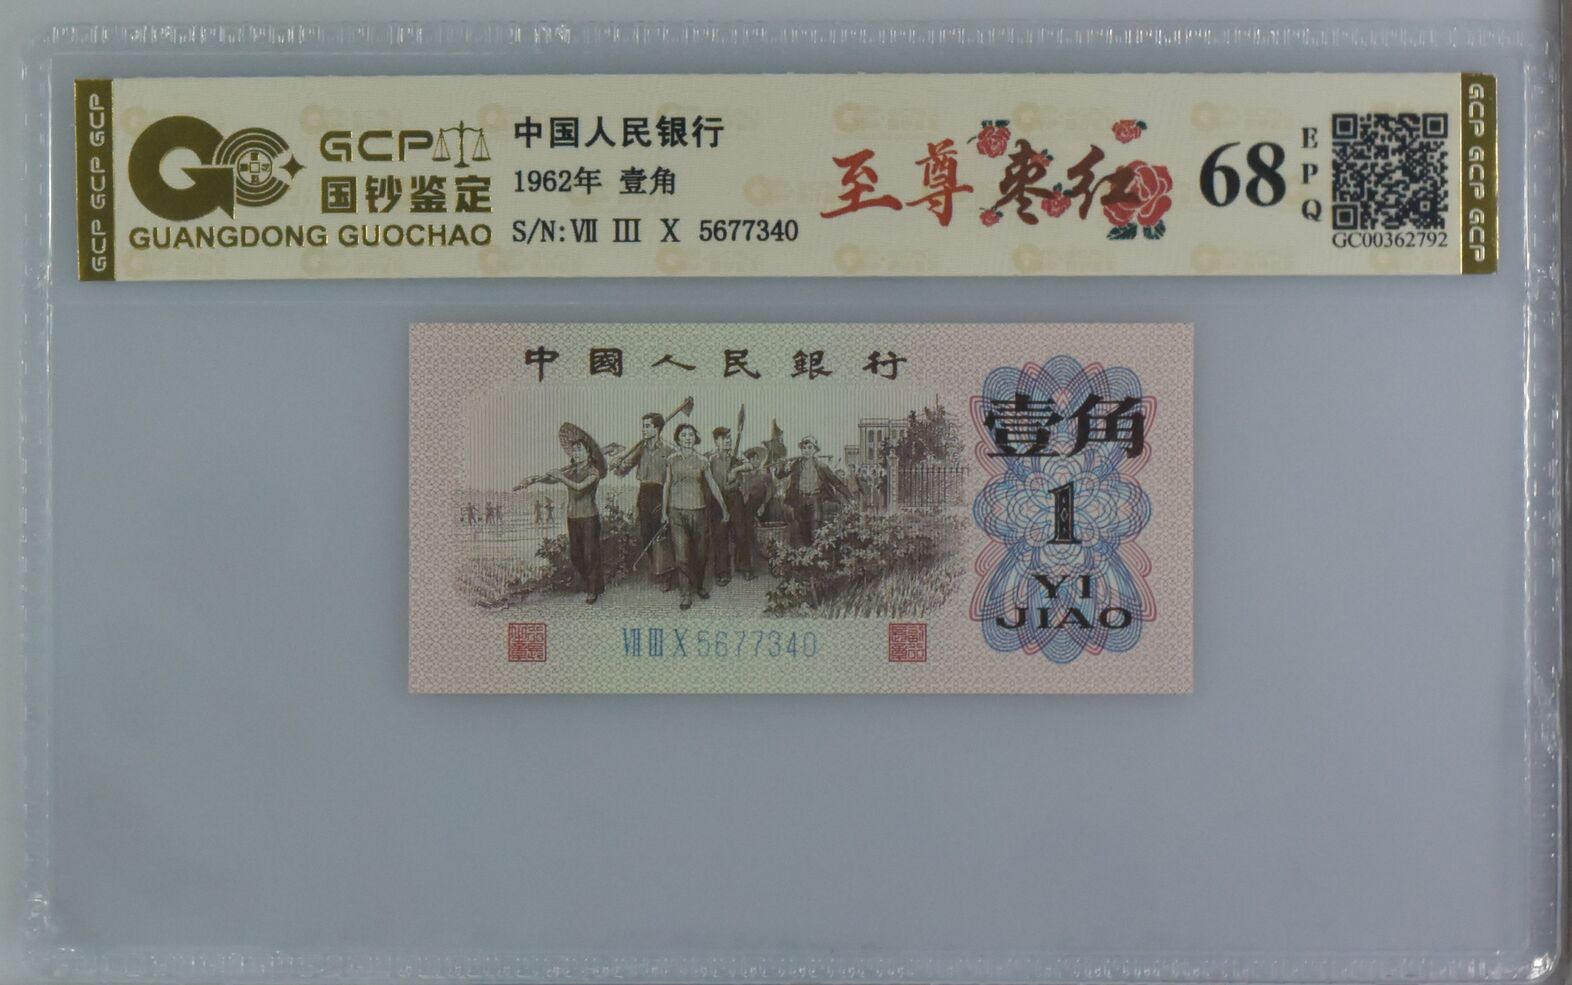 GCP GCP GCP
GCP
国钞鉴定
GUANGDONG GUOCHAO
中国人民银行
1962年 壹角
S/N: Ⅶ Ⅲ Ⅹ 5677340
至尊枣红
68
EPQ
GC00362792
GCP GCP GCP
中國人民銀行
壹角
1
YI
JIAO
Ⅶ Ⅲ Ⅹ 5677340